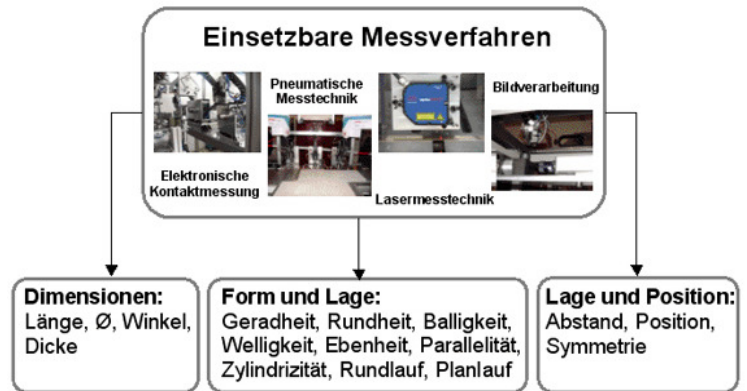 Einsetzbare Messverfahren
Pneumatische
Messtechnik
Bildverarbeitung
Elektronische
Kontaktmessung
Lasermesstechnik
Dimensionen:
Länge, Ø, Winkel,
Dicke
Form und Lage:
Geradheit, Rundheit, Balligkeit,
Welligkeit, Ebenheit, Parallelität,
Zylindrizität, Rundlauf, Planlauf
Lage und Position:
Abstand, Position,
Symmetrie